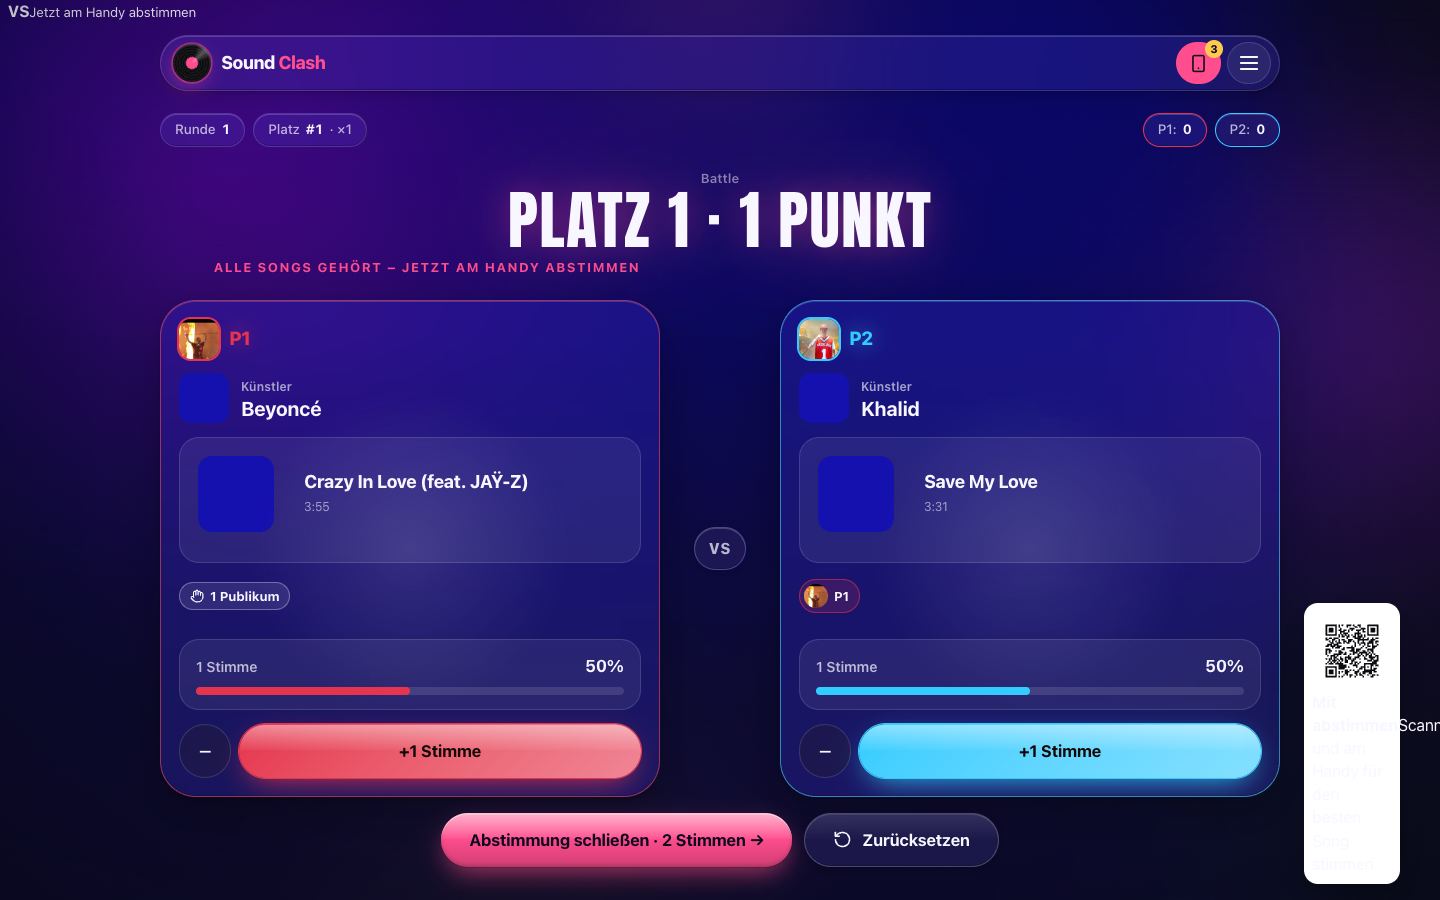 VSJetzt am Handy abstimmen
Sound Clash
3
Runde 1
Platz #1 · ×1
P1: 0
P2: 0
Battle
PLATZ 1 · 1 PUNKT
ALLE SONGS GEHÖRT – JETZT AM HANDY ABSTIMMEN
P1
Künstler
Beyoncé
Crazy In Love (feat. JAŸ-Z)
3:55
1 Publikum
1 Stimme 50%
− +1 Stimme
VS
P2
Künstler
Khalid
Save My Love
3:31
P1
1 Stimme 50%
− +1 Stimme
Abstimmung schließen · 2 Stimmen →
Zurücksetzen
Mit
abstimmenScann
und am
Handy für
den
besten
Song
stimmen